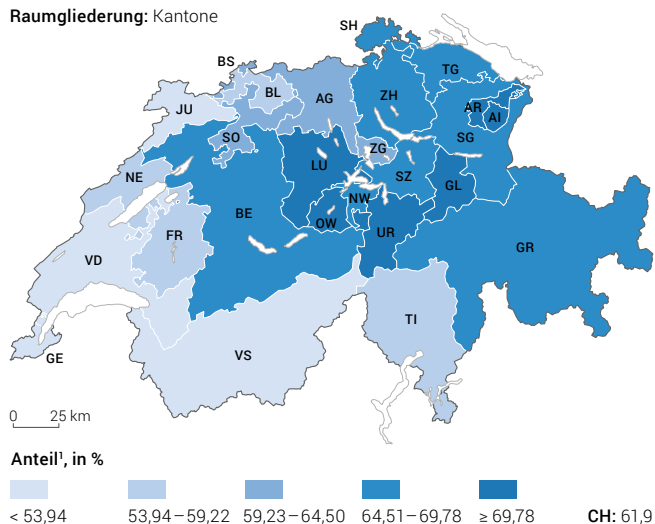 Raumgliederung: Kantone
SH
BS
TG
BL
AG
ZH
JU
AR
AI
SO
SG
ZG
LU
NE
SZ
GL
NW
BE
OW
UR
FR
GR
VD
TI
VS
GE
0 25 km
Anteil¹, in %
< 53,94 53,94–59,22 59,23–64,50 64,51–69,78 ≥ 69,78 CH: 61,9